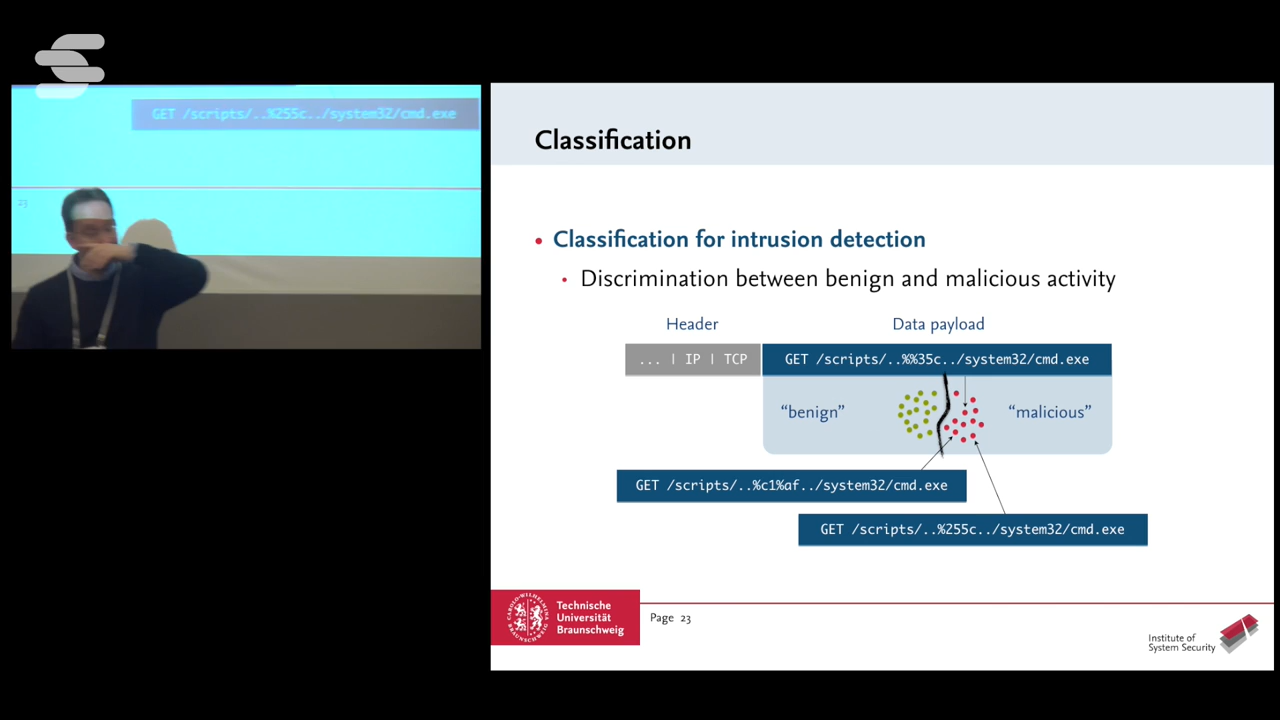 GET /scripts/..%255c../system32/cmd.exe
23
Classification
• Classification for intrusion detection
• Discrimination between benign and malicious activity
Header
Data payload
... | IP | TCP
GET /scripts/..%%35c../system32/cmd.exe
“benign”
“malicious”
GET /scripts/..%c1%af../system32/cmd.exe
GET /scripts/..%255c../system32/cmd.exe
Technische
Universität
Braunschweig
Page 23
Institute of
System Security